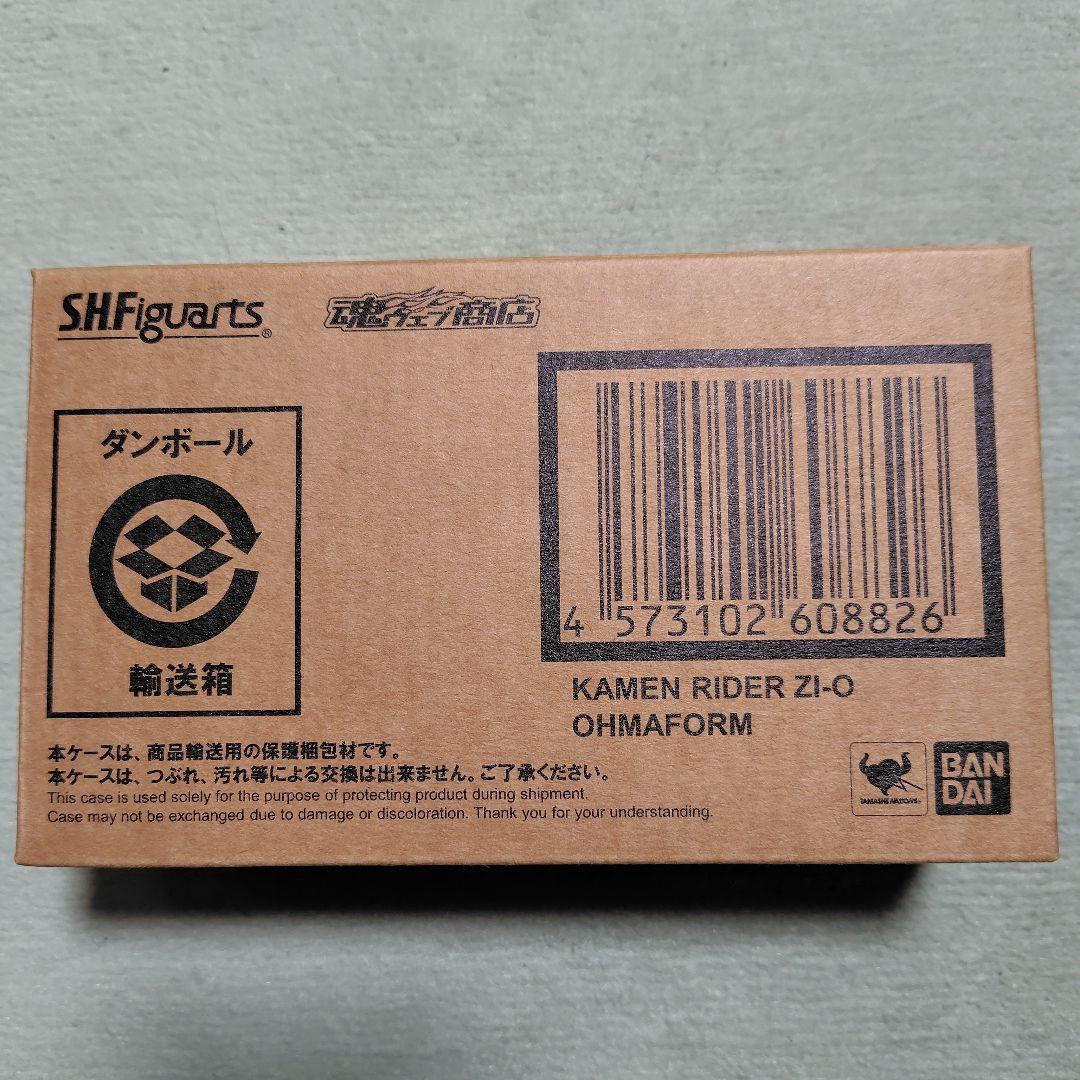 S.H.Figuarts®
魂ウェブ商店
ダンボール
輸送箱
4 573102 608826
KAMEN RIDER ZI-O
OHMAFORM
本ケースは、商品輸送用の保護梱包材です。
本ケースは、つぶれ、汚れ等による交換は出来ません。ご了承ください。
This case is used solely for the purpose of protecting product during shipment.
Case may not be exchanged due to damage or discoloration. Thank you for your understanding.
TAMASHII NATIONS
BAN
DAI